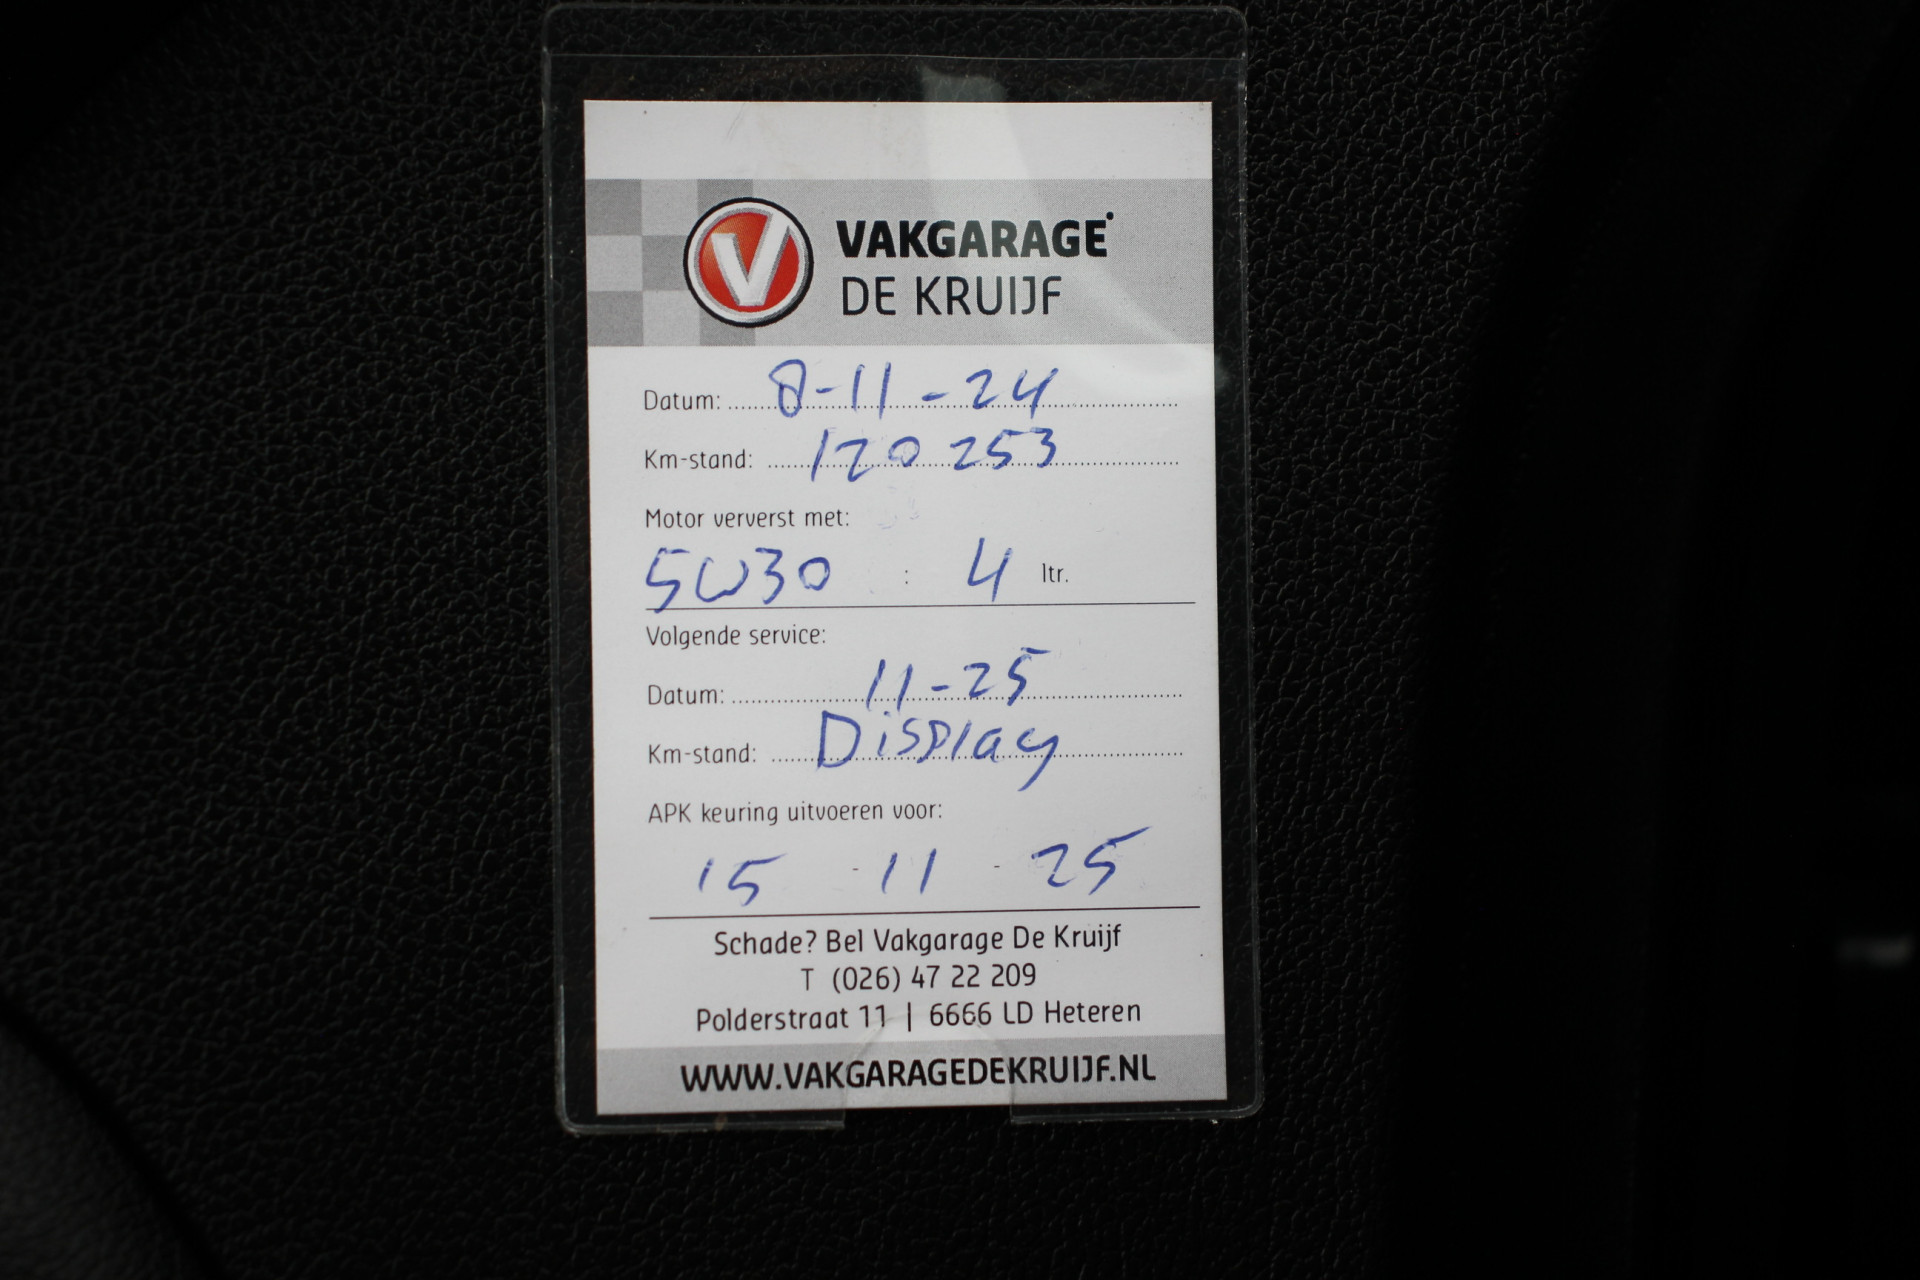 VAKGARAGE
DE KRUIJF
Datum: 8-11-24
Km-stand: 120 253
Motor ververst met:
5W30 : 4 ltr.
Volgende service:
Datum: 11-25
Km-stand: Display
APK keuring uitvoeren voor:
15 - 11 - 25
Schade? Bel Vakgarage De Kruijf
T (026) 47 22 209
Polderstraat 11 | 6666 LD Heteren
WWW.VAKGARAGEDEKRUIJF.NL